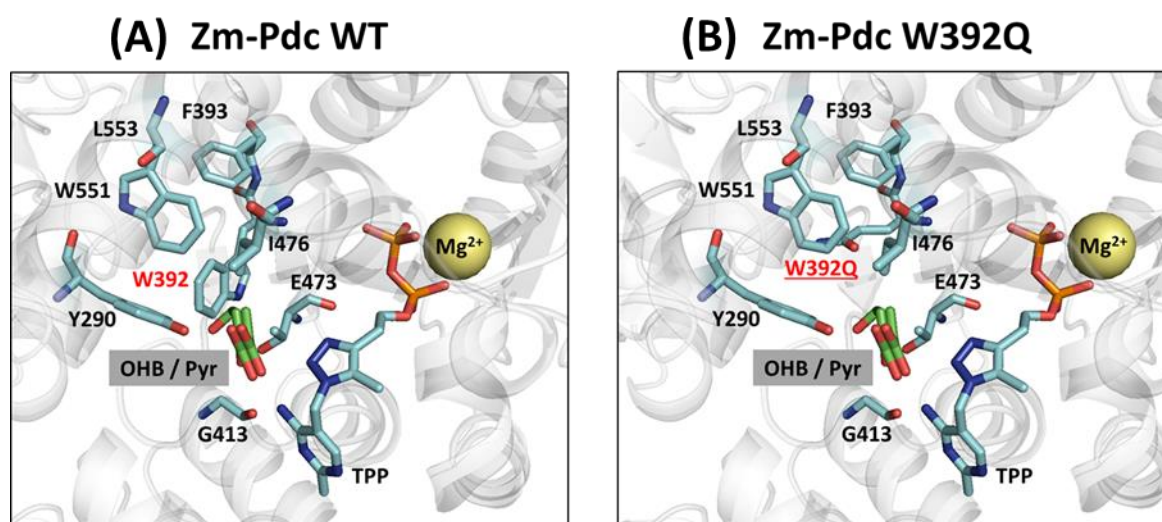 (A) Zm-Pdc WT
F393
L553
W551
I476
Mg²⁺
W392
E473
Y290
OHB / Pyr
G413
TPP
(B) Zm-Pdc W392Q
F393
L553
W551
I476
Mg²⁺
W392Q
E473
Y290
OHB / Pyr
G413
TPP